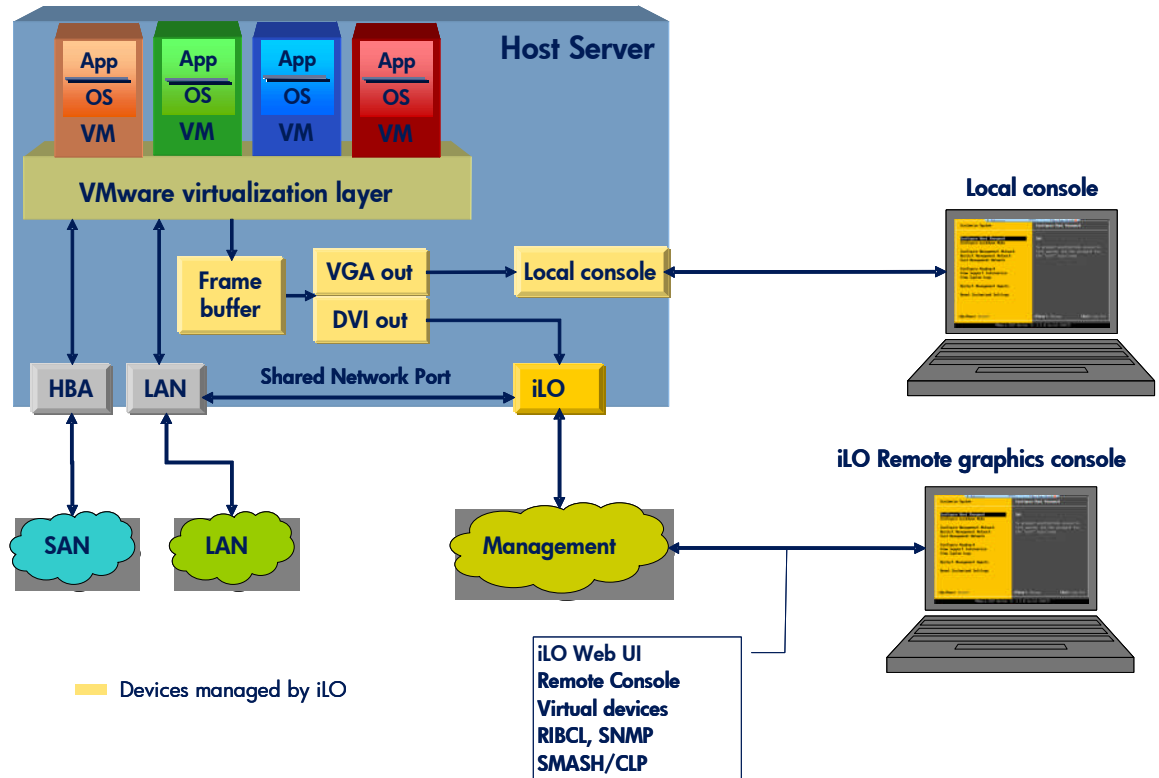 Host Server
App
OS
VM
App
OS
VM
App
OS
VM
App
OS
VM
VMware virtualization layer
Local console
Frame
buffer
VGA out
DVI out
Local console
HBA
LAN
Shared Network Port
iLO
iLO Remote graphics console
SAN
LAN
Management
iLO Web UI
Remote Console
Virtual devices
RIBCL, SNMP
SMASH/CLP
Devices managed by iLO